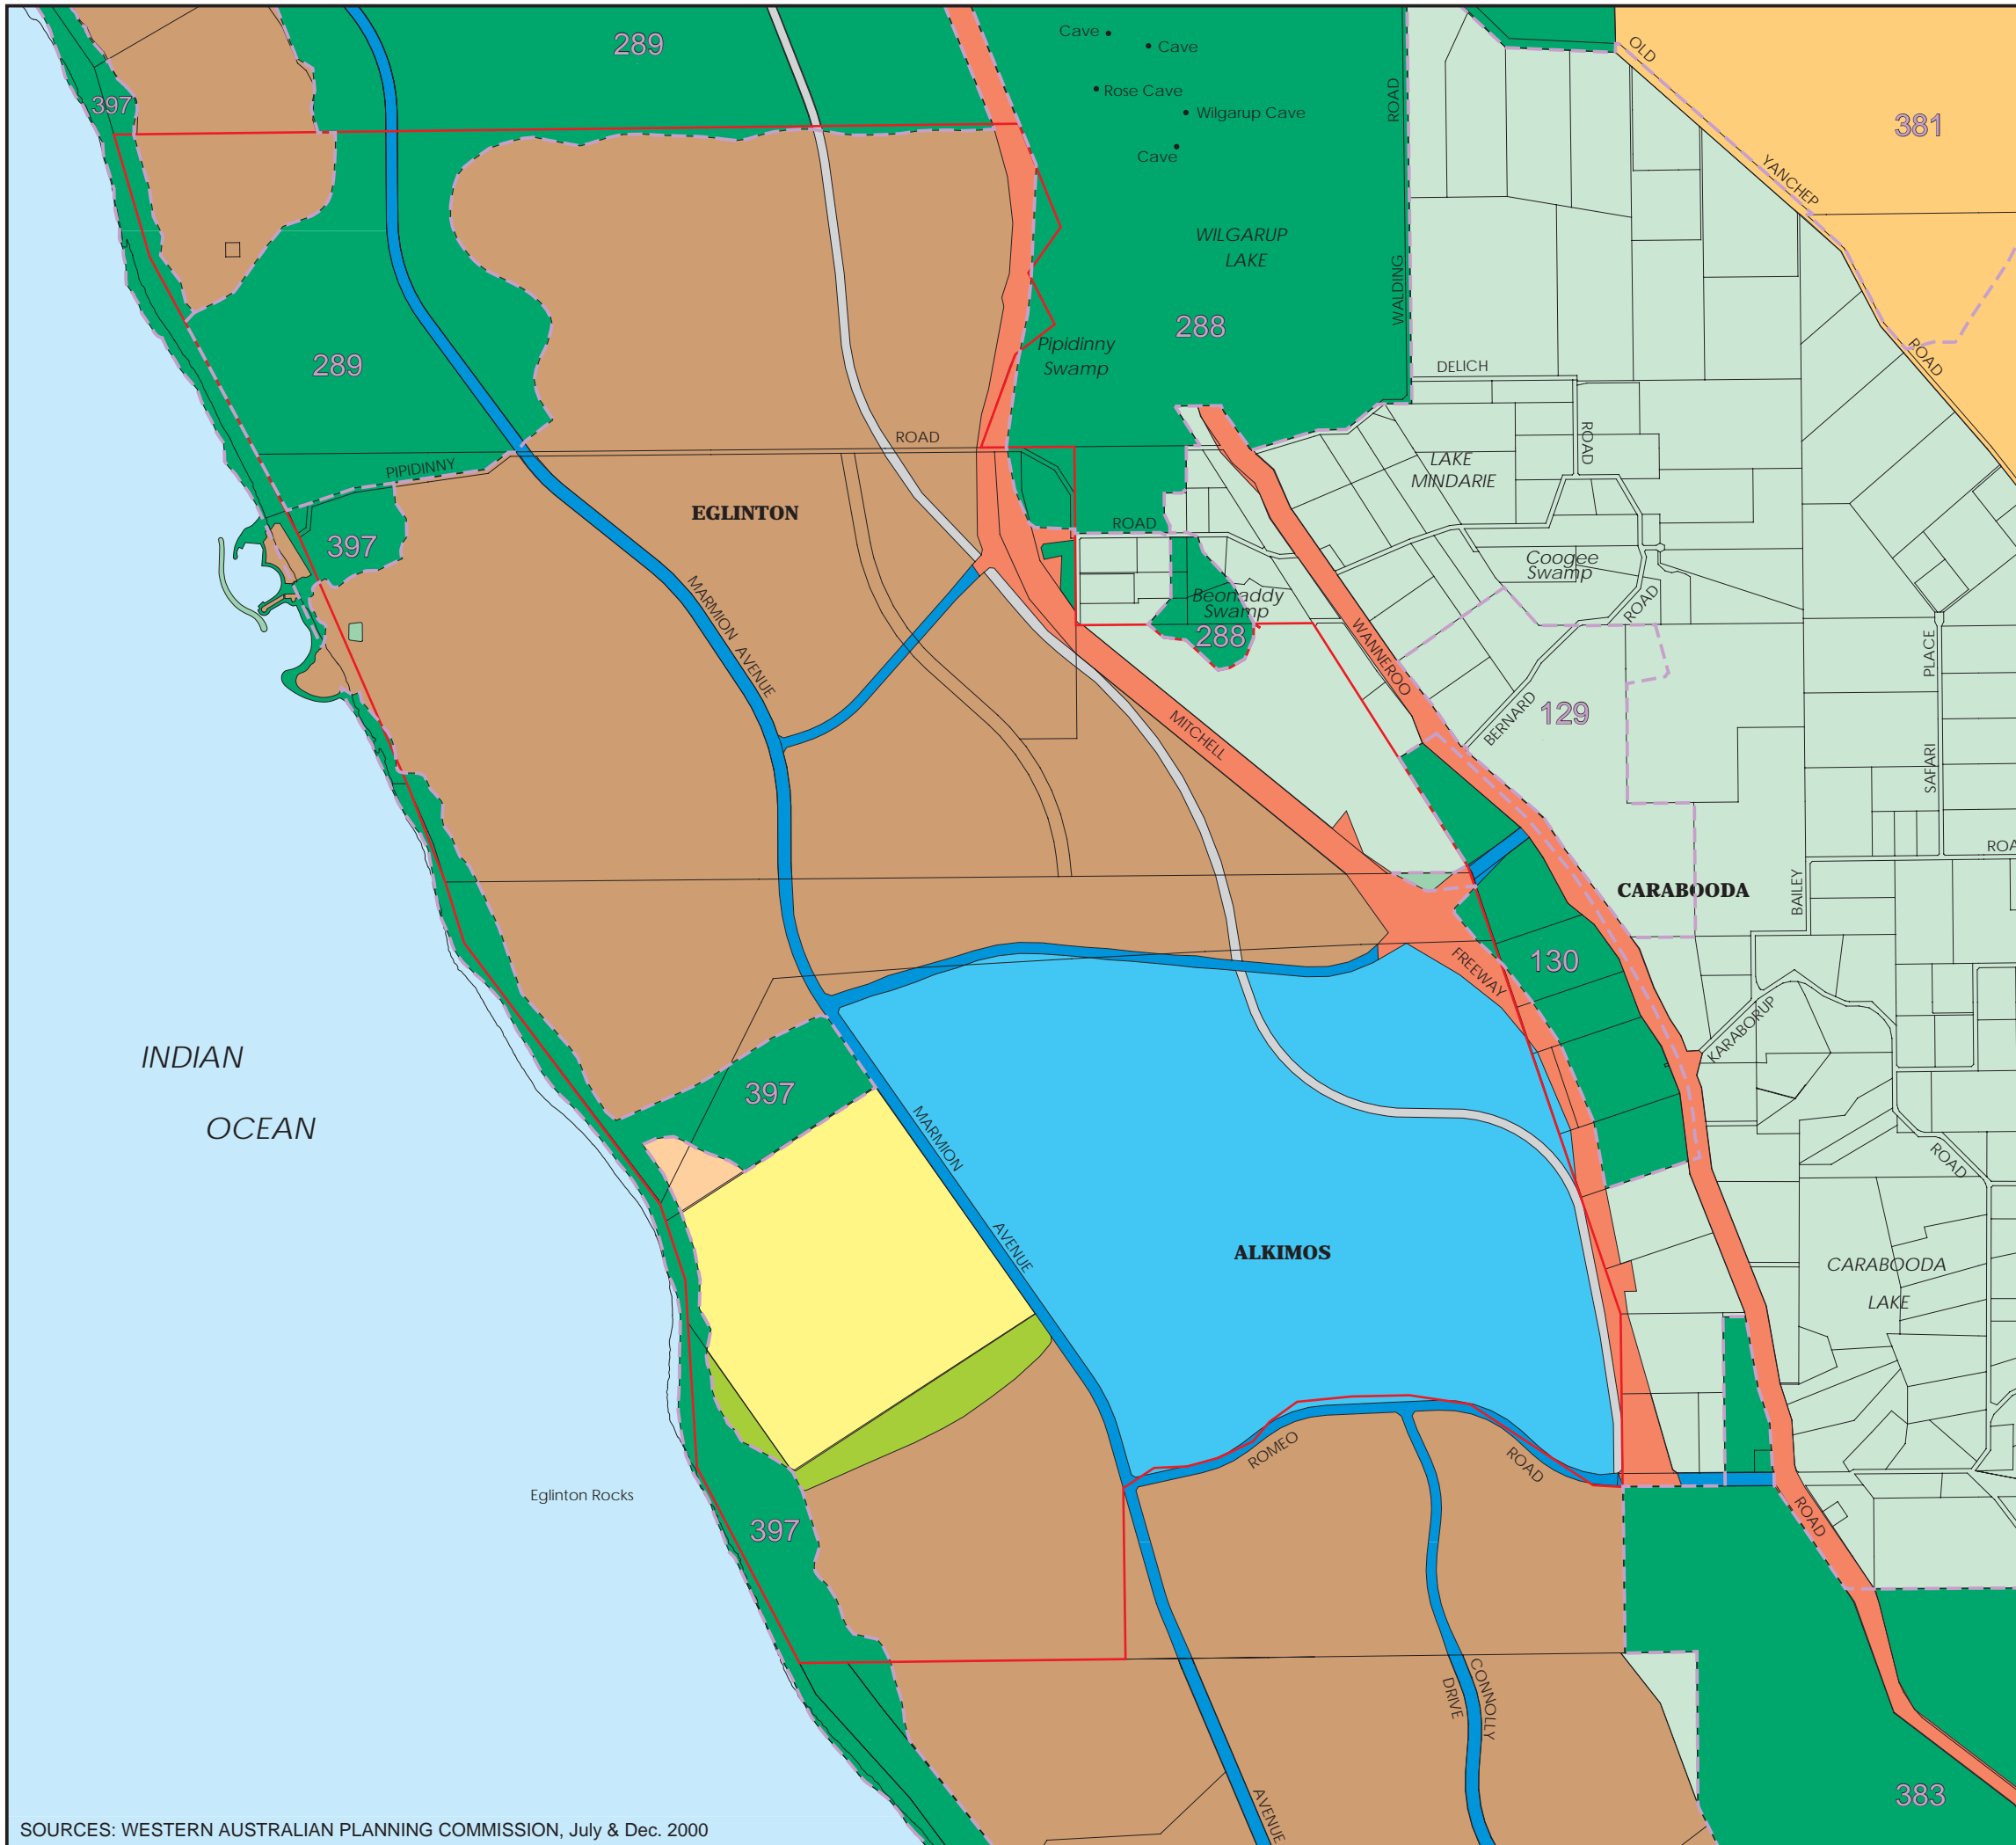 Cave
Cave
Rose Cave
Wilgarup Cave
Cave
289
397
ROAD
OLD
381
YANCHEP
WILGARUP
LAKE
WALDING
288
289
Pipidinny
Swamp
DELICH
ROAD
ROAD
PIPIDINNY
ROAD
LAKE
MINDARIE
EGLINTON
397
ROAD
Coogee
Swamp
Beonaddy
Swamp
288
ROAD
MARMION
AVENUE
WANNEROO
PLACE
129
BERNARD
MITCHELL
SAFARI
ROA
CARABOODA
BAILEY
130
FREEWAY
INDIAN
OCEAN
397
KARABORUP
MARMION
AVENUE
ROAD
ALKIMOS
CARABOODA
LAKE
ROMEO
ROAD
Eglinton Rocks
397
ROAD
CONNOLLY
DRIVE
AVENUE
383
SOURCES: WESTERN AUSTRALIAN PLANNING COMMISSION, July & Dec. 2000